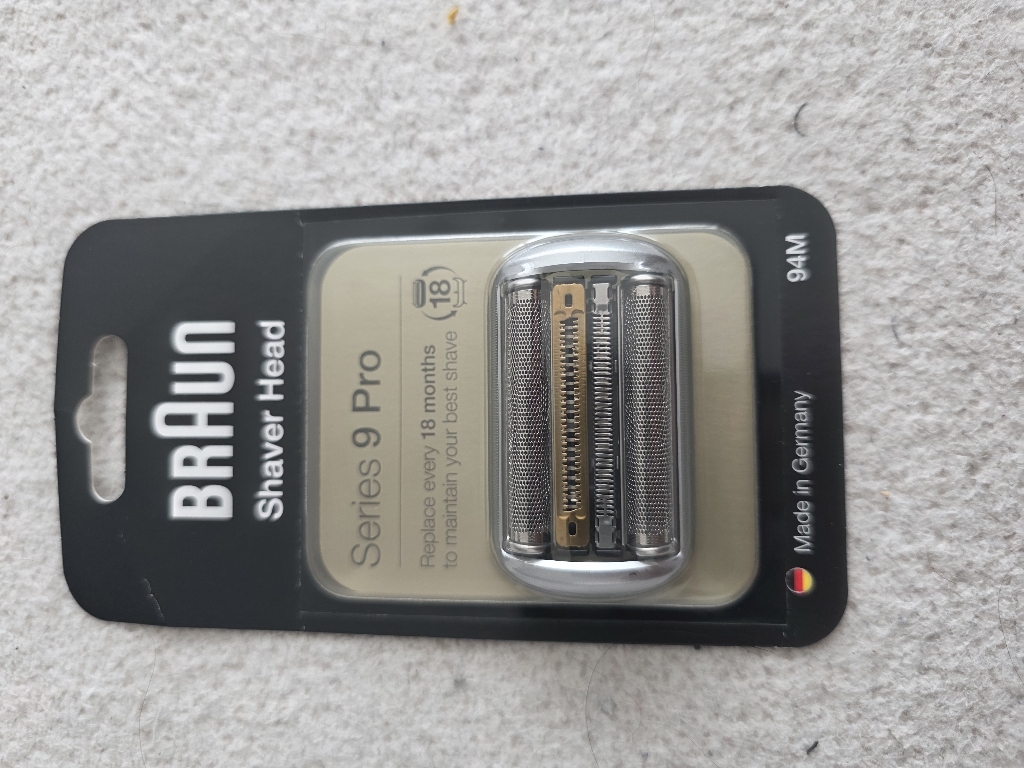 BRAUN
Shaver Head
Series 9 Pro
Replace every 18 months
to maintain your best shave
18
Made in Germany
94M